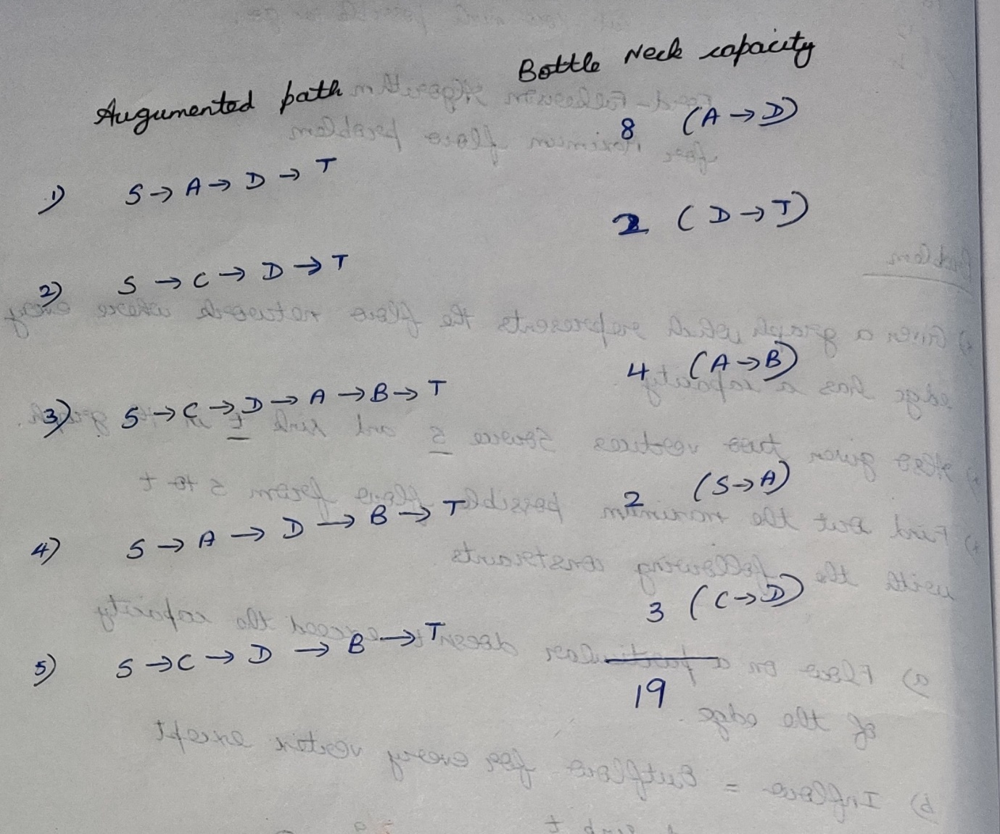 Augumented path Bottle Neck capacity
1) S → A → D → T 8 (A → D)
2) S → C → D → T 2 (D → T)
3) S → C → D → A → B → T 4 (A → B)
4) S → A → D → B → T 2 (S → A)
5) S → C → D → B → T 3 (C → D)
19